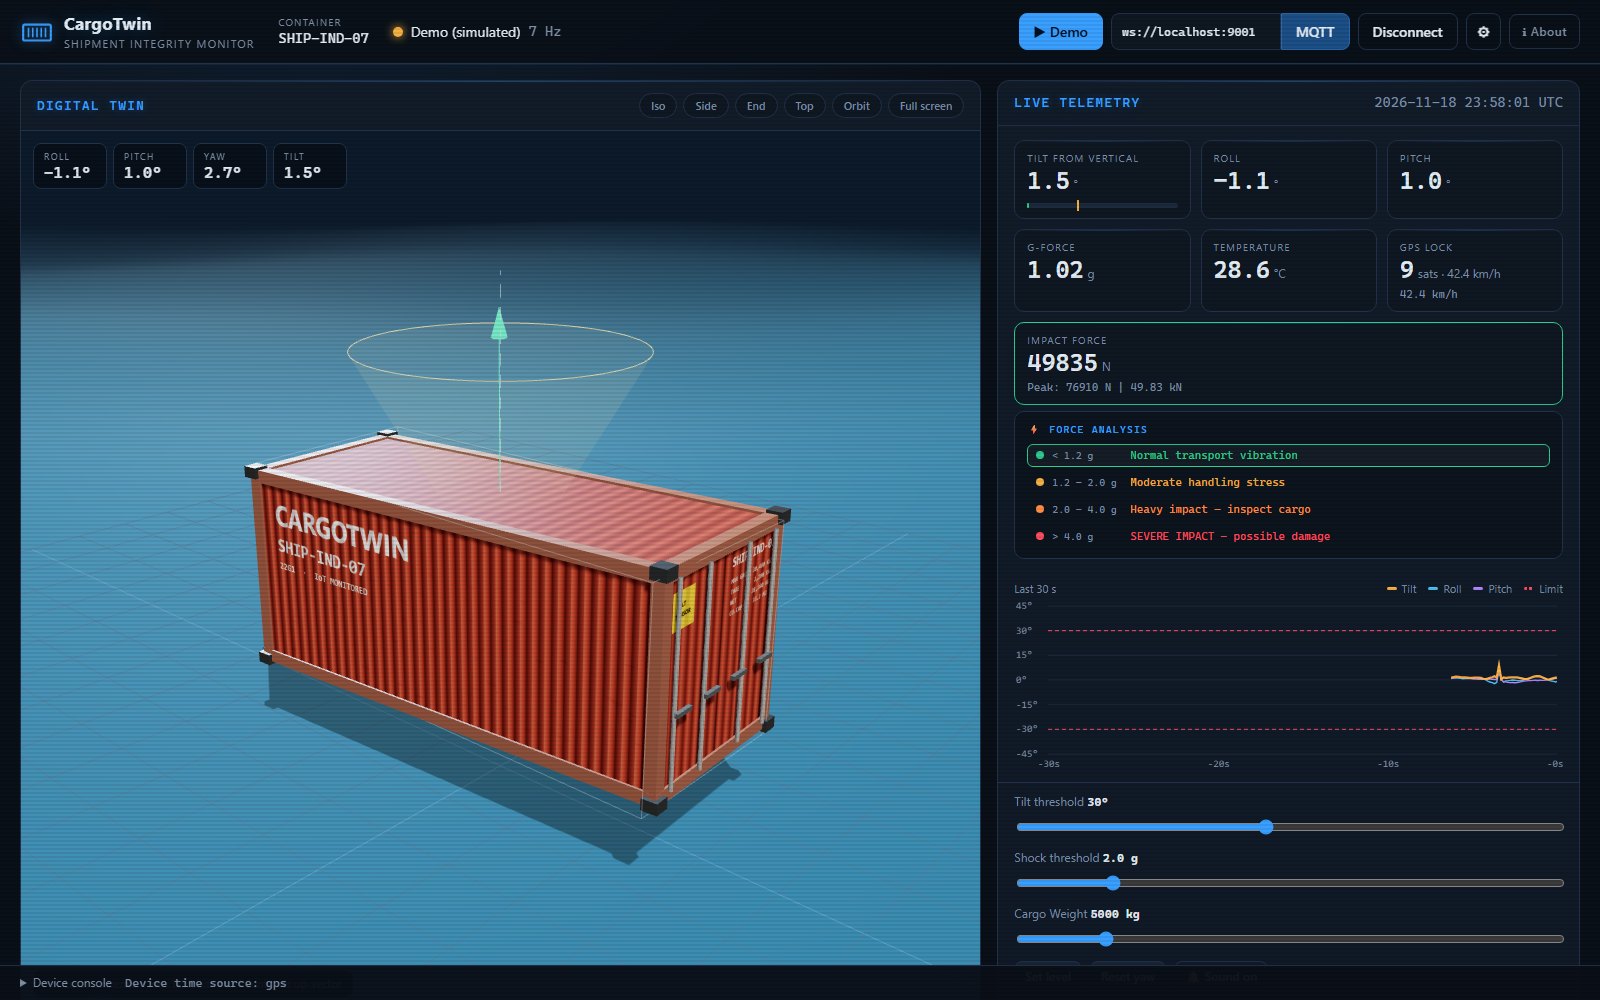 CargoTwin
SHIPMENT INTEGRITY MONITOR
CONTAINER
SHIP-IND-07
Demo (simulated) 7 Hz
▶ Demo
ws://localhost:9001
MQTT
Disconnect
⚙
ℹ About
DIGITAL TWIN
Iso
Side
End
Top
Orbit
Full screen
ROLL
-1.1°
PITCH
1.0°
YAW
2.7°
TILT
1.5°
CARGOTWIN
SHIP-IND-07
22G1 · IoT MONITORED
LIVE TELEMETRY
2026-11-18 23:58:01 UTC
TILT FROM VERTICAL
1.5 °
ROLL
-1.1 °
PITCH
1.0 °
G-FORCE
1.02 g
TEMPERATURE
28.6 °C
GPS LOCK
9 sats · 42.4 km/h
42.4 km/h
IMPACT FORCE
49835 N
Peak: 76910 N | 49.83 kN
FORCE ANALYSIS
< 1.2 g Normal transport vibration
1.2 – 2.0 g Moderate handling stress
2.0 – 4.0 g Heavy impact – inspect cargo
> 4.0 g SEVERE IMPACT – possible damage
Last 30 s
Tilt
Roll
Pitch
Limit
45°
30°
15°
0°
-15°
-30°
-45°
-30s
-20s
-10s
-0s
Tilt threshold 30°
Shock threshold 2.0 g
Cargo Weight 5000 kg
Set level
Reset yaw
Sound on
▶ Device console Device time source: gps